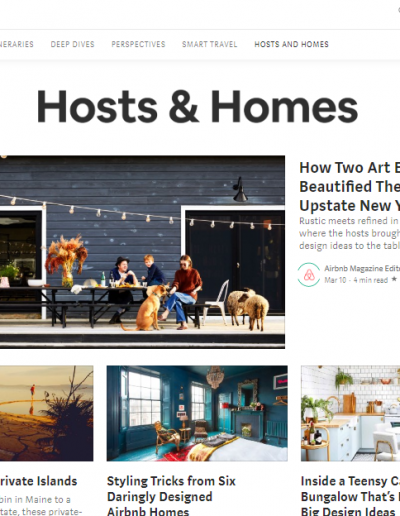 NERARIES DEEP DIVES PERSPECTIVES SMART TRAVEL HOSTS AND HOMES
Hosts & Homes
How Two Art E
Beautified The
Upstate New Y
Rustic meets refined in
where the hosts brough
design ideas to the tabl
Airbnb Magazine Edito
Mar 10 · 4 min read ★
rivate Islands
bin in Maine to a
tate, these private-
Styling Tricks from Six
Daringly Designed
Airbnb Homes
Inside a Teensy Ca
Bungalow That's
Big Design Ideas